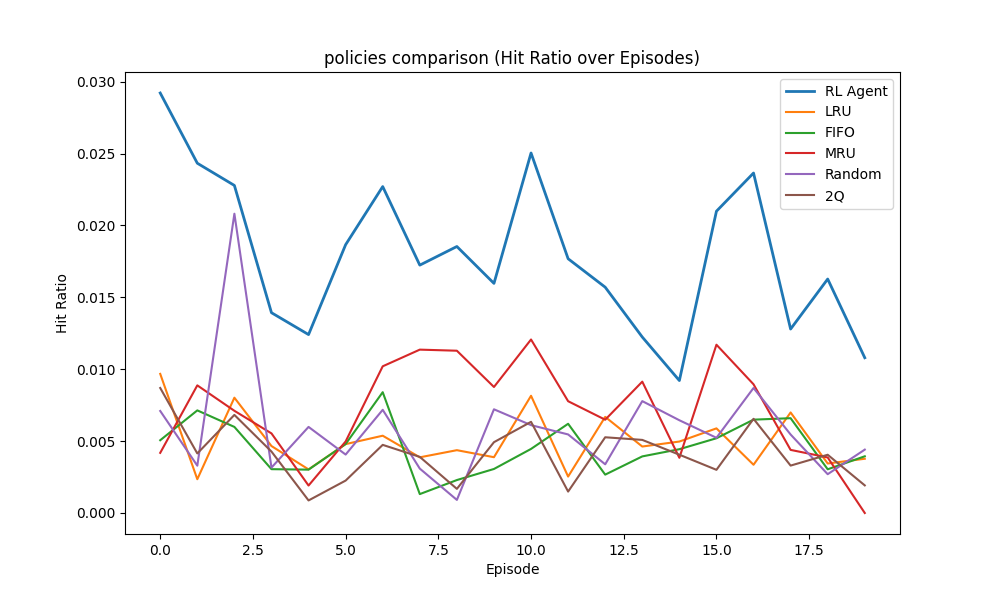 policies comparison (Hit Ratio over Episodes)
RL Agent
LRU
FIFO
MRU
Random
2Q
0.030
0.025
0.020
0.015
0.010
0.005
0.000
Hit Ratio
0.0
2.5
5.0
7.5
10.0
12.5
15.0
17.5
Episode